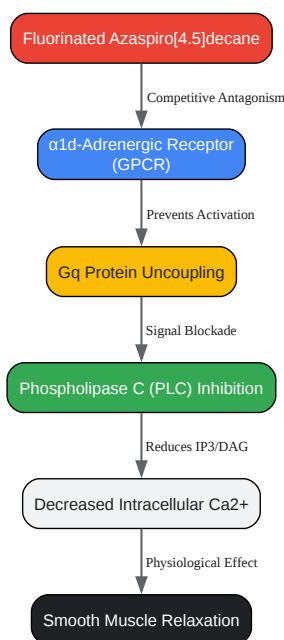 Fluorinated Azaspiro[4.5]decane
Competitive Antagonism
α1d-Adrenergic Receptor
(GPCR)
Prevents Activation
Gq Protein Uncoupling
Signal Blockade
Phospholipase C (PLC) Inhibition
Reduces IP3/DAG
Decreased Intracellular Ca2+
Physiological Effect
Smooth Muscle Relaxation